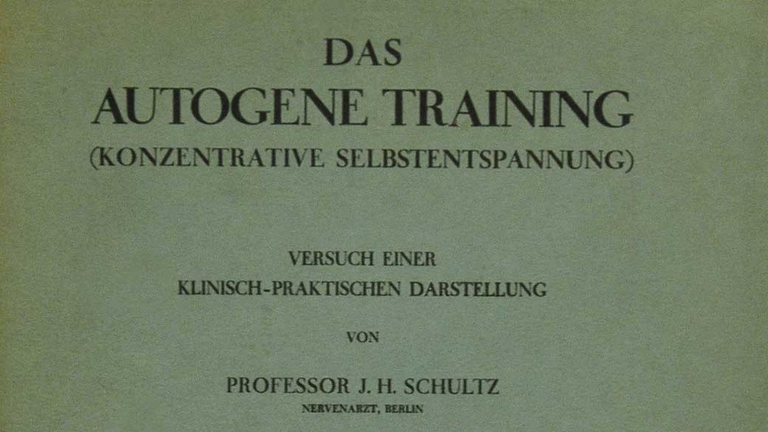 DAS
AUTOGENE TRAINING
(KONZENTRATIVE SELBSTENTSPANNUNG)
VERSUCH EINER
KLINISCH-PRAKTISCHEN DARSTELLUNG
VON
PROFESSOR J. H. SCHULTZ
NERVENARZT, BERLIN